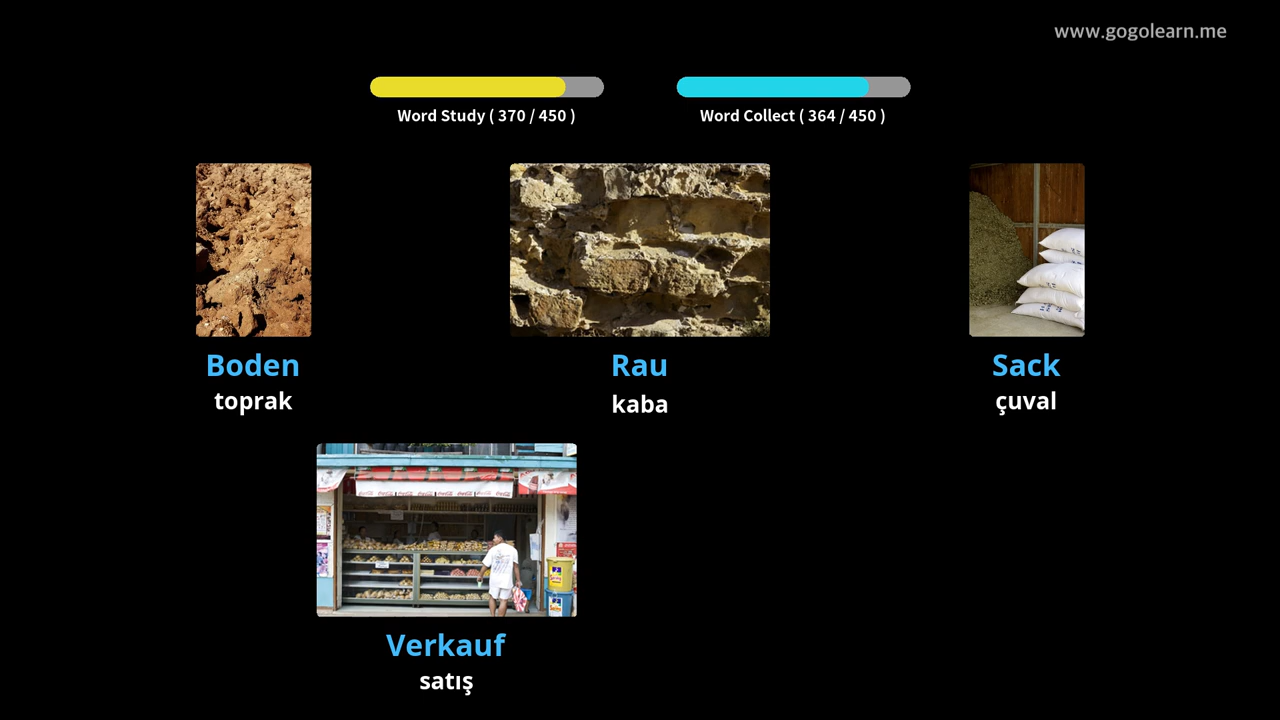 www.gogolearn.me
Word Study ( 370 / 450 )
Word Collect ( 364 / 450 )
Boden
toprak
Rau
kaba
Sack
çuval
Verkauf
satış